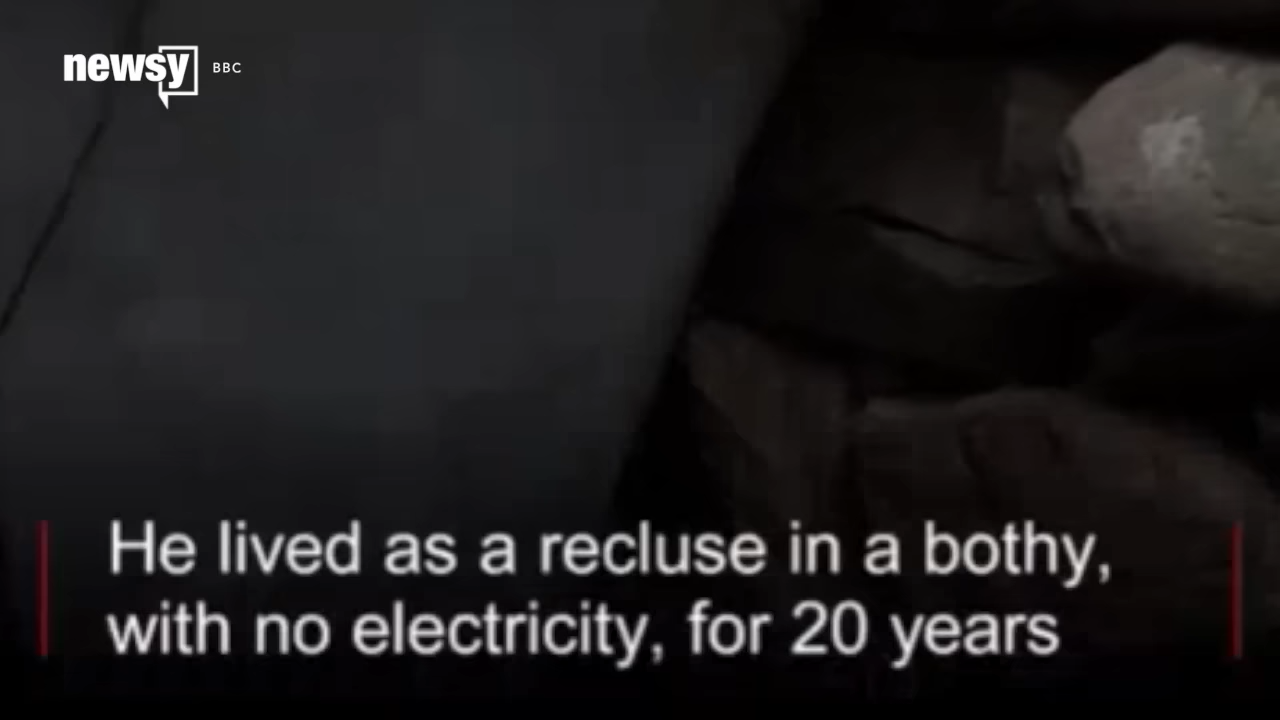 newsy BBC
He lived as a recluse in a bothy,
with no electricity, for 20 years